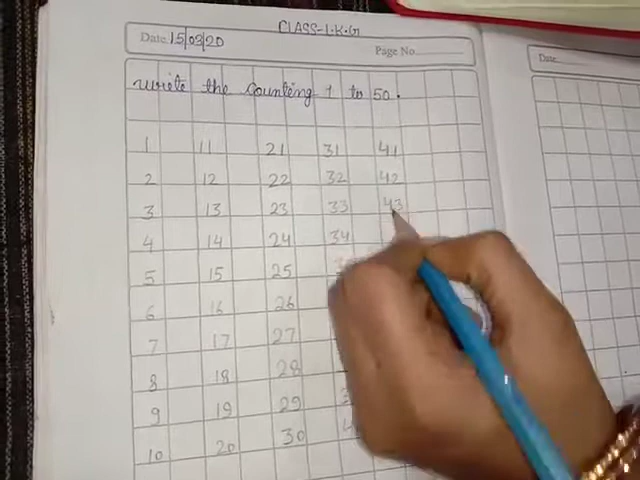 CLASS-L.K.G
Date 15/03/20
Page No.
Date
write the counting 1 to 50.
1 11 21 31 41
2 12 22 32 42
3 13 23 33 43
4 14 24 34
5 15 25
6 16 26
7 17 27
8 18 28
9 19 29
10 20 30